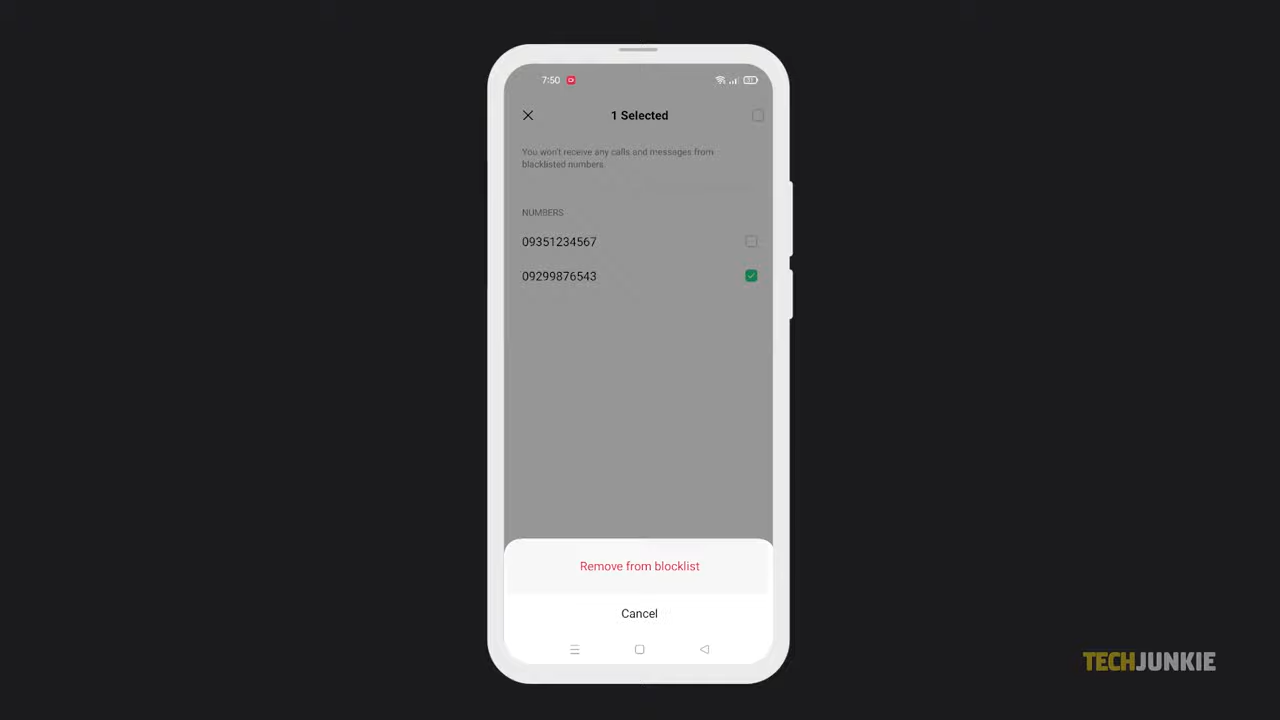 7:50
1 Selected
You won't receive any calls and messages from
blacklisted numbers.
NUMBERS
09351234567
09299876543
Remove from blocklist
Cancel
TECHJUNKIE